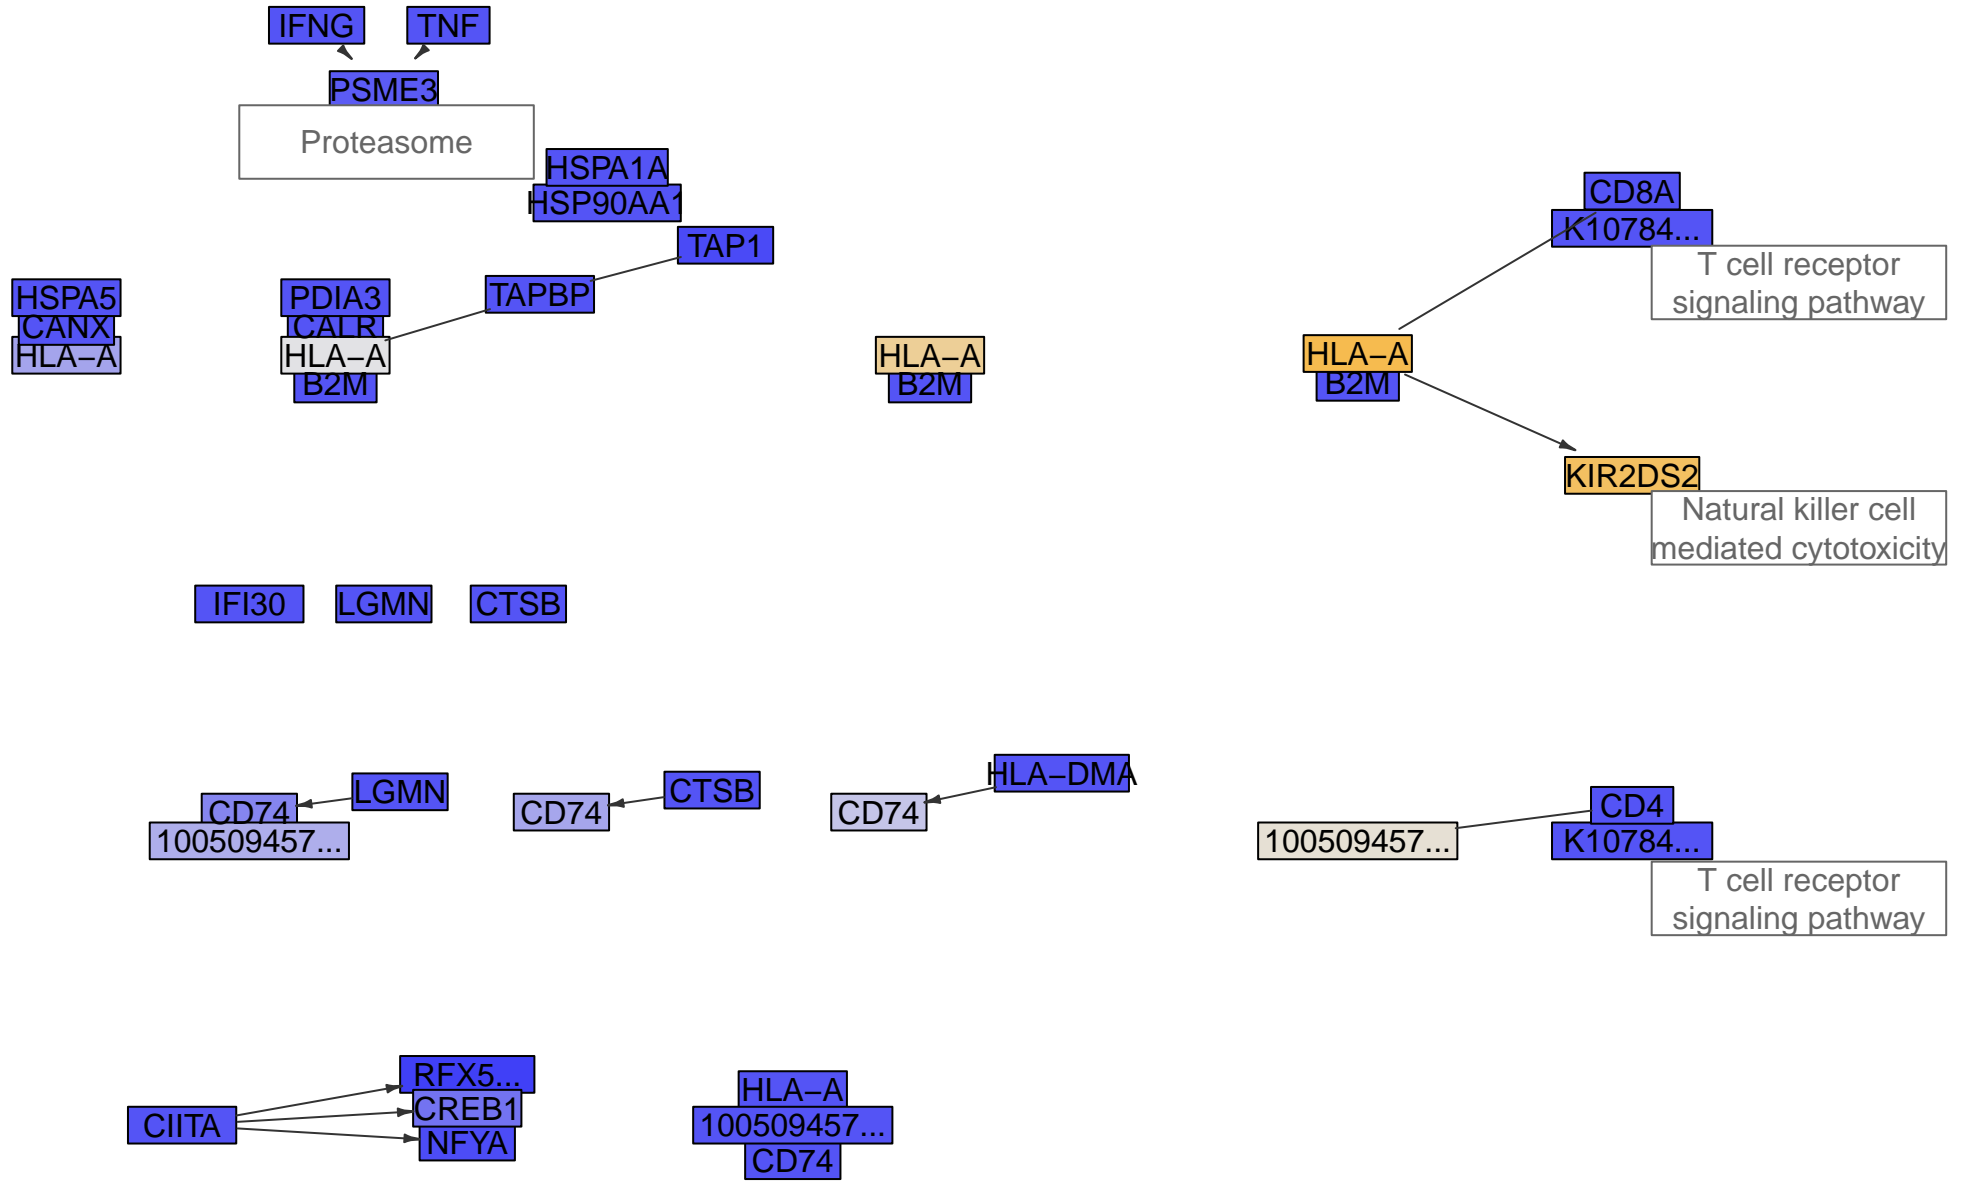 IFNG
TNF
PSME3
Proteasome
HSPA1A
HSP90AA1
TAP1
TAPBP
HSPA5
CANX
HLA−A
PDIA3
CALR
HLA−A
B2M
HLA−A
B2M
HLA−A
B2M
CD8A
K10784...
T cell receptor
signaling pathway
KIR2DS2
Natural killer cell
mediated cytotoxicity
IFI30
LGMN
CTSB
CD74
100509457...
LGMN
CD74
CTSB
CD74
HLA−DMA
100509457...
CD4
K10784...
T cell receptor
signaling pathway
CIITA
RFX5...
CREB1
NFYA
HLA−A
100509457...
CD74